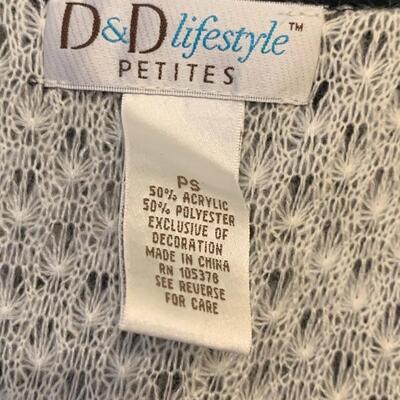 D&D lifestyle™
PETITES
PS
50% ACRYLIC
50% POLYESTER
EXCLUSIVE OF
DECORATION
MADE IN CHINA
RN 105378
SEE REVERSE
FOR CARE